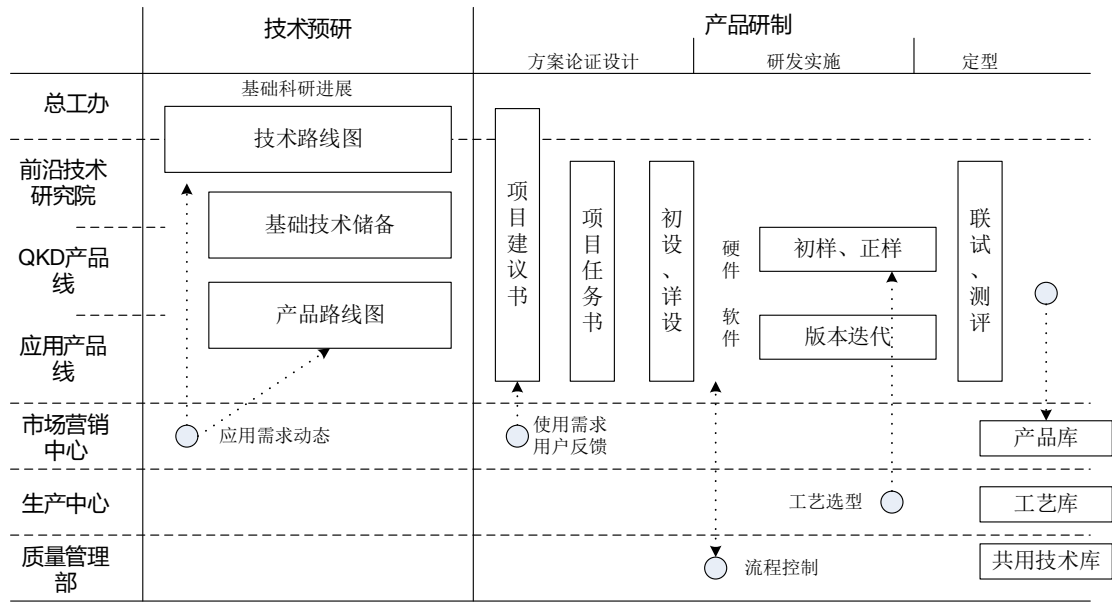 技术预研
产品研制
方案论证设计
研发实施
定型
总工办
基础科研进展
技术路线图
前沿技术
研究院
基础技术储备
QKD产品
线
产品路线图
应用产品
线
项目建议书
项目任务书
初设、详设
硬件
初样、正样
软件
版本迭代
联试、测评
市场营销
中心
应用需求动态
使用需求
用户反馈
产品库
生产中心
工艺选型
工艺库
质量管理
部
流程控制
共用技术库